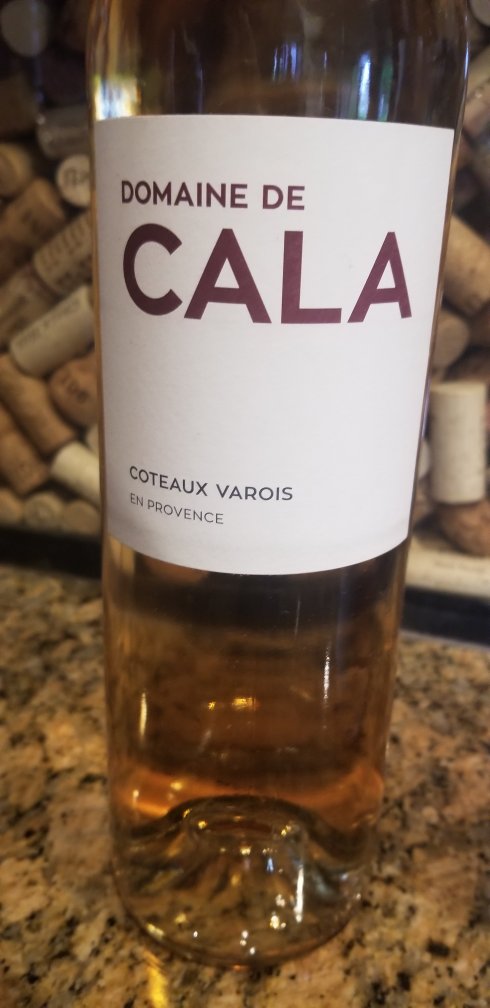 DOMAINE DE
CALA
COTEAUX VAROIS
EN PROVENCE